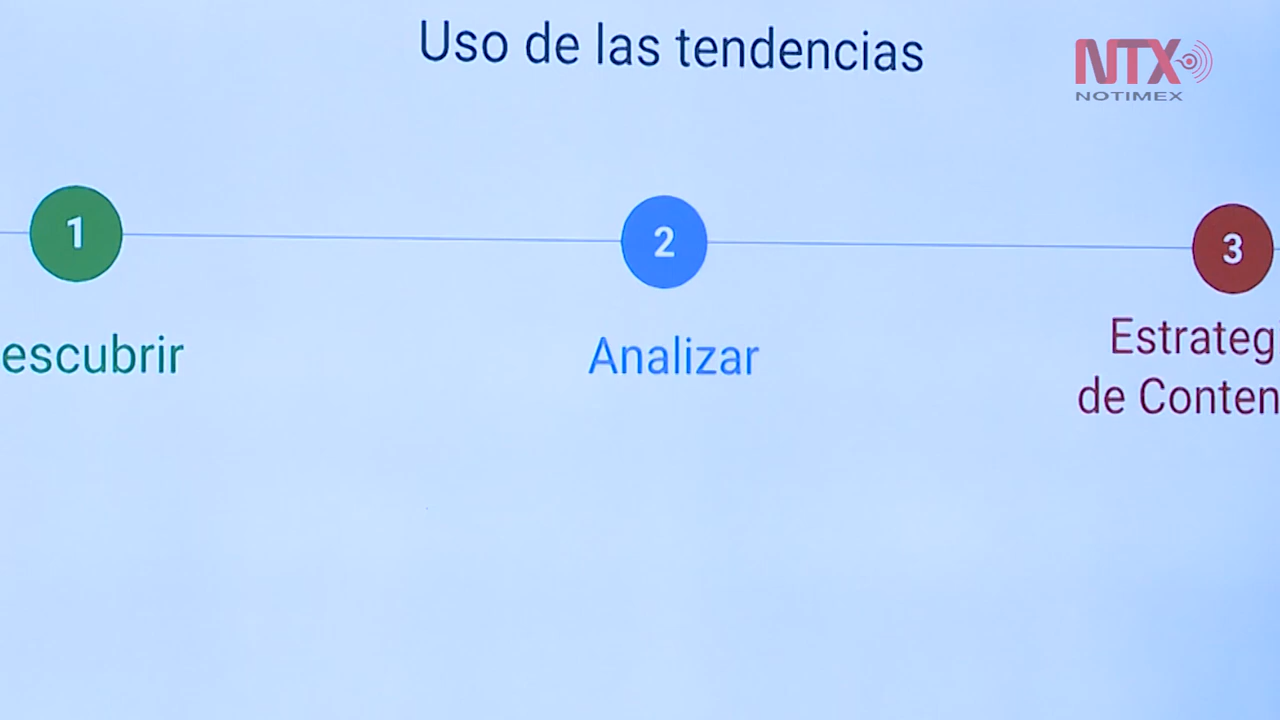 Uso de las tendencias
NTX
NOTIMEX
1
2
3
escubrir
Analizar
Estrateg
de Conten